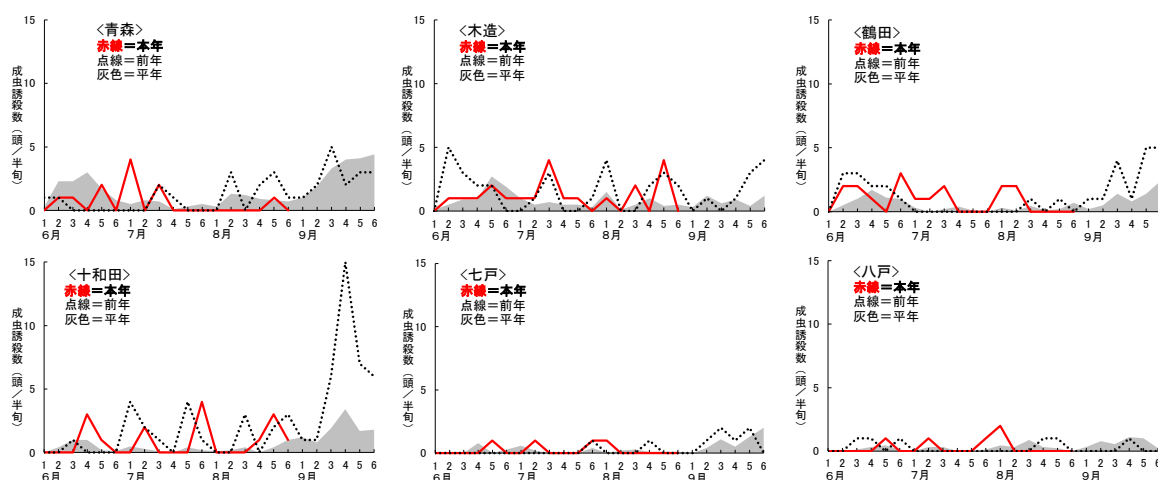 15
10
5
0
成虫誘殺数（頭／半旬）
<青森>
赤線＝本年
点線＝前年
灰色＝平年
1 2 3 4 5 6 1 2 3 4 5 6 1 2 3 4 5 6 1 2 3 4 5 6
6月 7月 8月 9月
15
10
5
0
成虫誘殺数（頭／半旬）
<木造>
赤線＝本年
点線＝前年
灰色＝平年
1 2 3 4 5 6 1 2 3 4 5 6 1 2 3 4 5 6 1 2 3 4 5 6
6月 7月 8月 9月
15
10
5
0
成虫誘殺数（頭／半旬）
<鶴田>
赤線＝本年
点線＝前年
灰色＝平年
1 2 3 4 5 6 1 2 3 4 5 6 1 2 3 4 5 6 1 2 3 4 5
6月 7月 8月 9月
15
10
5
0
成虫誘殺数（頭／半旬）
<十和田>
赤線＝本年
点線＝前年
灰色＝平年
1 2 3 4 5 6 1 2 3 4 5 6 1 2 3 4 5 6 1 2 3 4 5 6
6月 7月 8月 9月
15
10
5
0
成虫誘殺数（頭／半旬）
<七戸>
赤線＝本年
点線＝前年
灰色＝平年
1 2 3 4 5 6 1 2 3 4 5 6 1 2 3 4 5 6 1 2 3 4 5 6
6月 7月 8月 9月
15
10
5
0
成虫誘殺数（頭／半旬）
<八戸>
赤線＝本年
点線＝前年
灰色＝平年
1 2 3 4 5 6 1 2 3 4 5 6 1 2 3 4 5 6 1 2 3 4 5 6
6月 7月 8月 9月